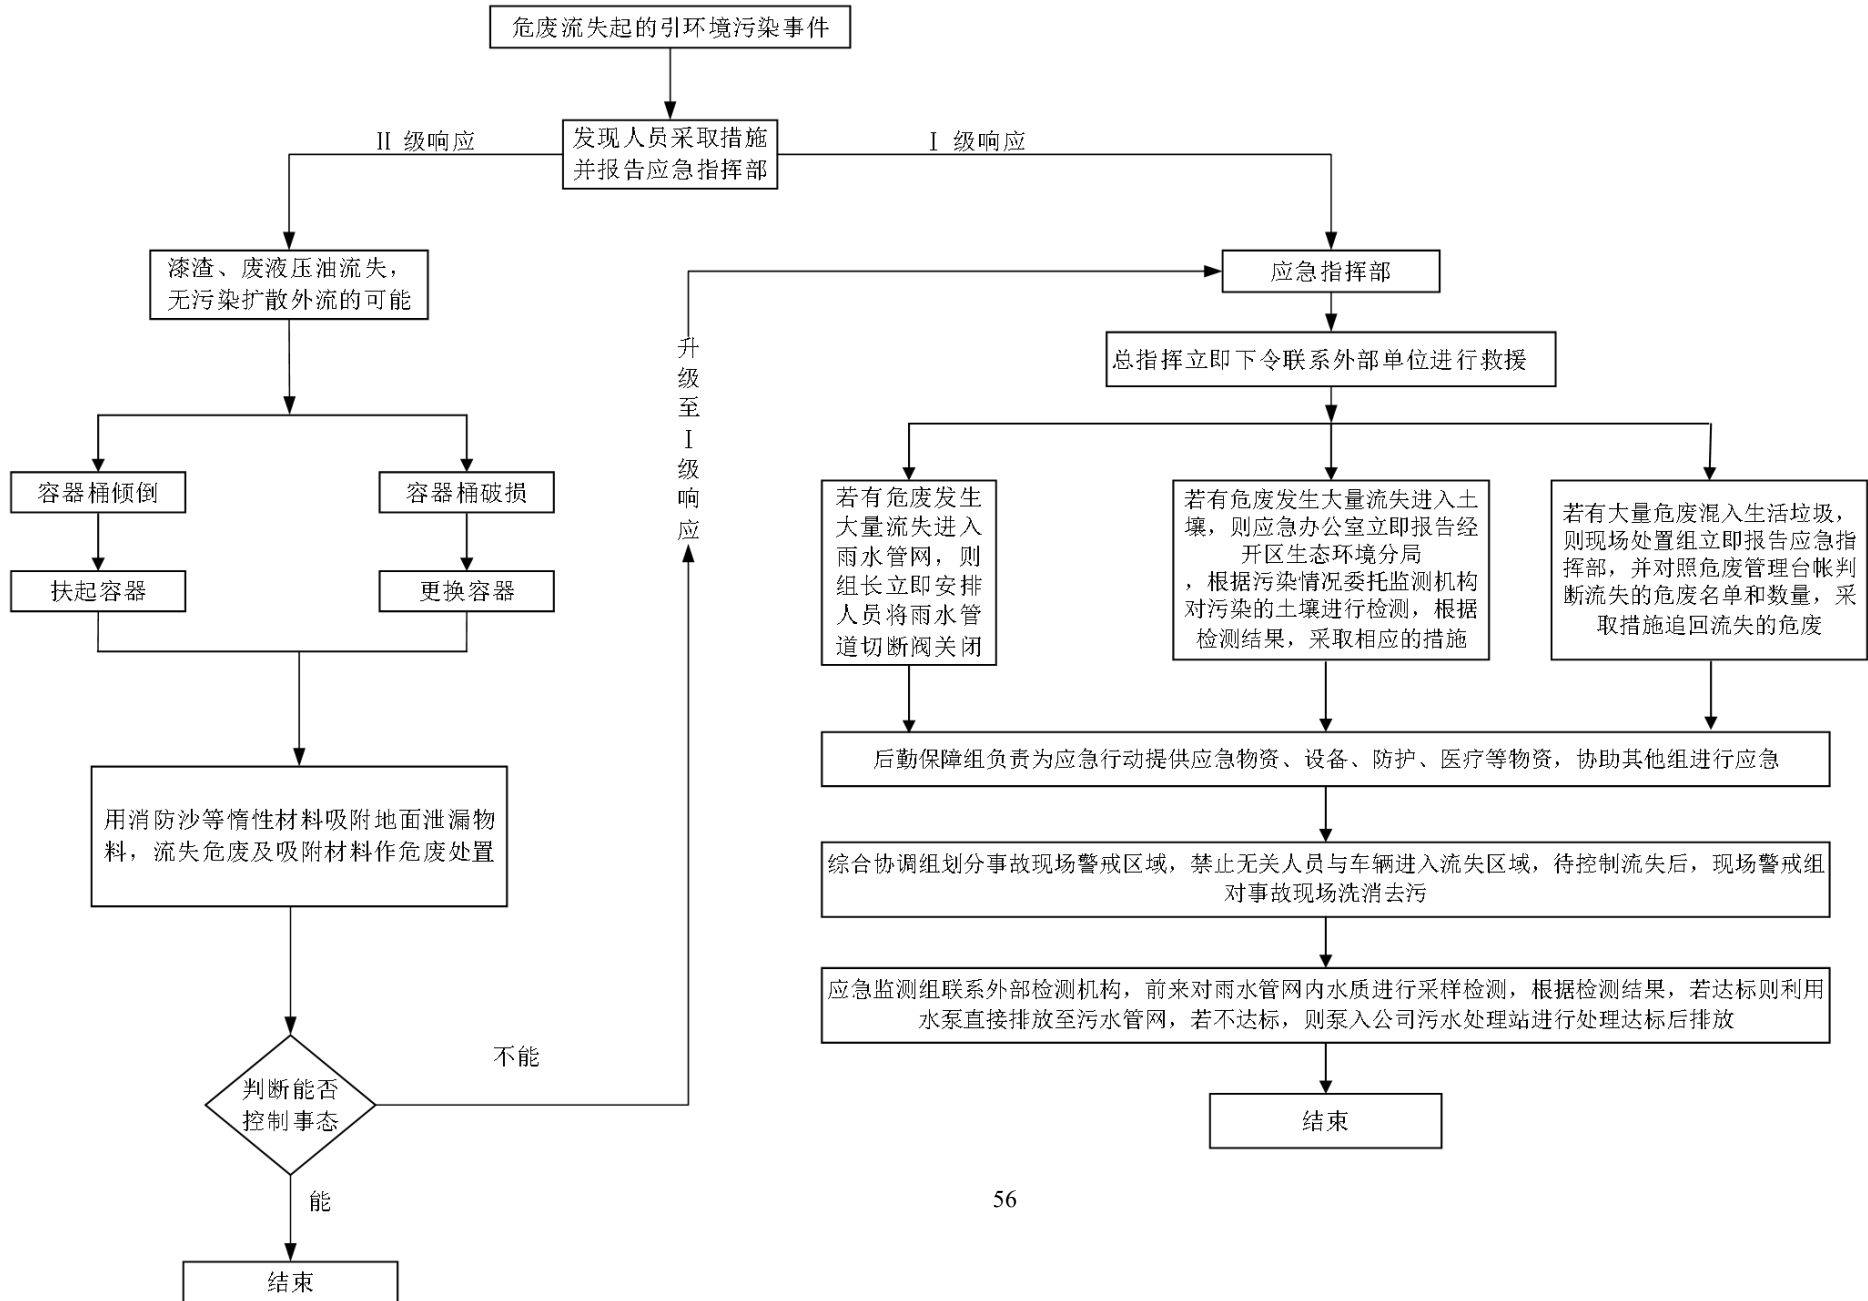 危废流失起的引环境污染事件
发现人员采取措施
并报告应急指挥部
II 级响应
I 级响应
漆渣、废液压油流失，
无污染扩散外流的可能
容器桶倾倒
容器桶破损
扶起容器
更换容器
用消防沙等惰性材料吸附地面泄漏物
料，流失危废及吸附材料作危废处置
判断能否
控制事态
不能
能
结束
升
级
至
I
级
响
应
应急指挥部
总指挥立即下令联系外部单位进行救援
若有危废发生
大量流失进入
雨水管网，则
组长立即安排
人员将雨水管
道切断阀关闭
若有危废发生大量流失进入土
壤，则应急办公室立即报告经
开区生态环境分局
，根据污染情况委托监测机构
对污染的土壤进行检测，根据
检测结果，采取相应的措施
若有大量危废混入生活垃圾，
则现场处置组立即报告应急指
挥部，并对照危废管理台帐判
断流失的危废名单和数量，采
取措施追回流失的危废
后勤保障组负责为应急行动提供应急物资、设备、防护、医疗等物资，协助其他组进行应急
综合协调组划分事故现场警戒区域，禁止无关人员与车辆进入流失区域，待控制流失后，现场警戒组
对事故现场洗消去污
应急监测组联系外部检测机构，前来对雨水管网内水质进行采样检测，根据检测结果，若达标则利用
水泵直接排放至污水管网，若不达标，则泵入公司污水处理站进行处理达标后排放
结束
56